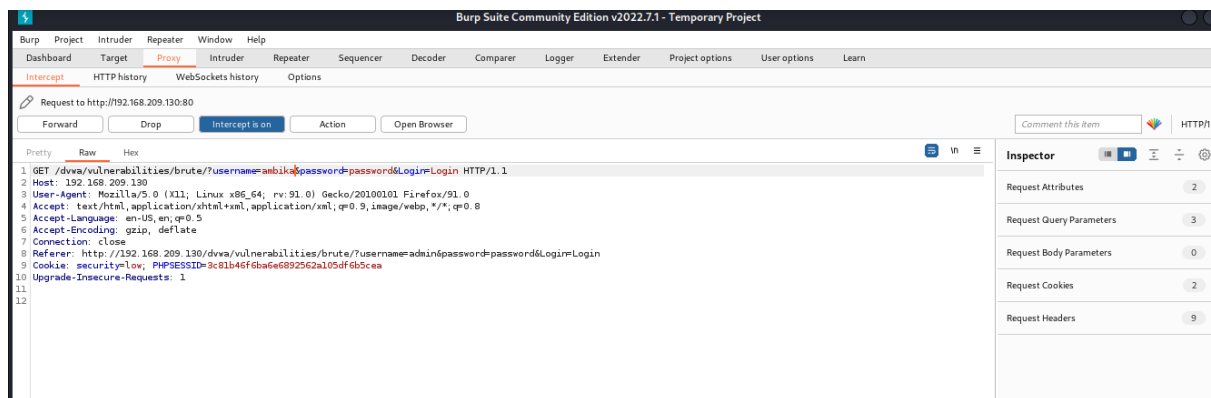 Burp Suite Community Edition v2022.7.1 - Temporary Project
Burp Project Intruder Repeater Window Help
Dashboard Target Proxy Intruder Repeater Sequencer Decoder Comparer Logger Extender Project options User options Learn
Intercept HTTP history WebSockets history Options
Request to http://192.168.209.130:80
Forward Drop Intercept is on Action Open Browser Comment this item HTTP/1
Pretty Raw Hex \n Inspector
1 GET /dvwa/vulnerabilities/brute/?username=ambika&password=password&Login=Login HTTP/1.1
2 Host: 192.168.209.130
3 User-Agent: Mozilla/5.0 (X11; Linux x86_64; rv:91.0) Gecko/20100101 Firefox/91.0
4 Accept: text/html,application/xhtml+xml,application/xml;q=0.9,image/webp,*/*;q=0.8
5 Accept-Language: en-US,en;q=0.5
6 Accept-Encoding: gzip, deflate
7 Connection: close
8 Referer: http://192.168.209.130/dvwa/vulnerabilities/brute/?username=admin&password=password&Login=Login
9 Cookie: security=low; PHPSESSID=3c81b46f6ba6e6892562a105df6b5cea
10 Upgrade-Insecure-Requests: 1
11
12
Request Attributes 2
Request Query Parameters 3
Request Body Parameters 0
Request Cookies 2
Request Headers 9